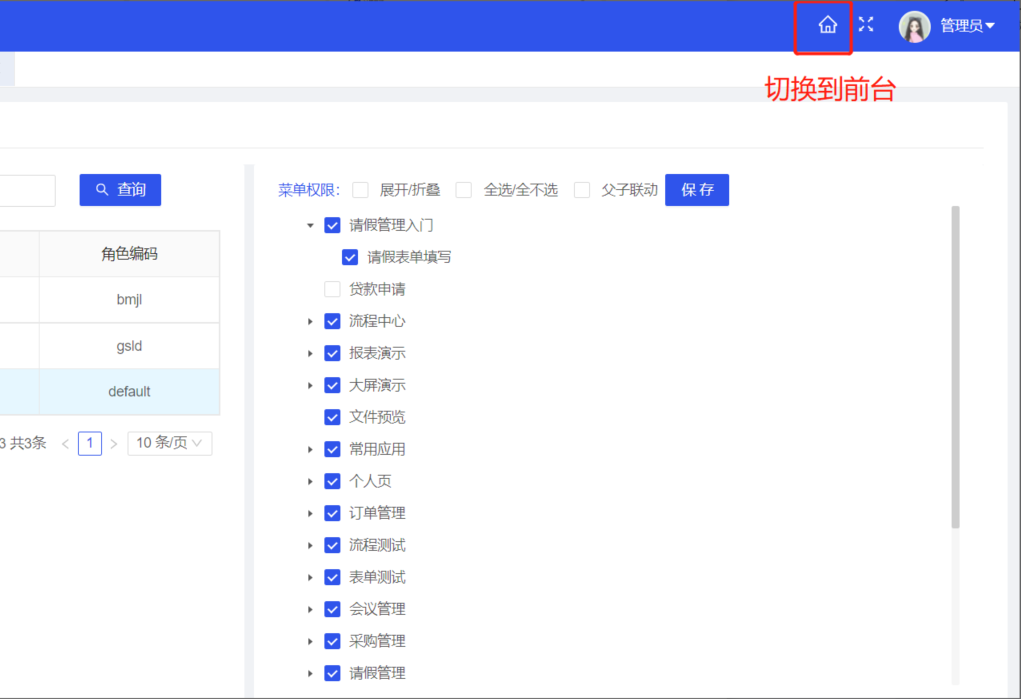 管理员
切换到前台
查询
菜单权限: 展开/折叠 全选/全不选 父子联动 保存
角色编码
bmjl
gsld
default
3 共3条 < 1 > 10 条/页
请假管理入门
请假表单填写
贷款申请
流程中心
报表演示
大屏演示
文件预览
常用应用
个人页
订单管理
流程测试
表单测试
会议管理
采购管理
请假管理